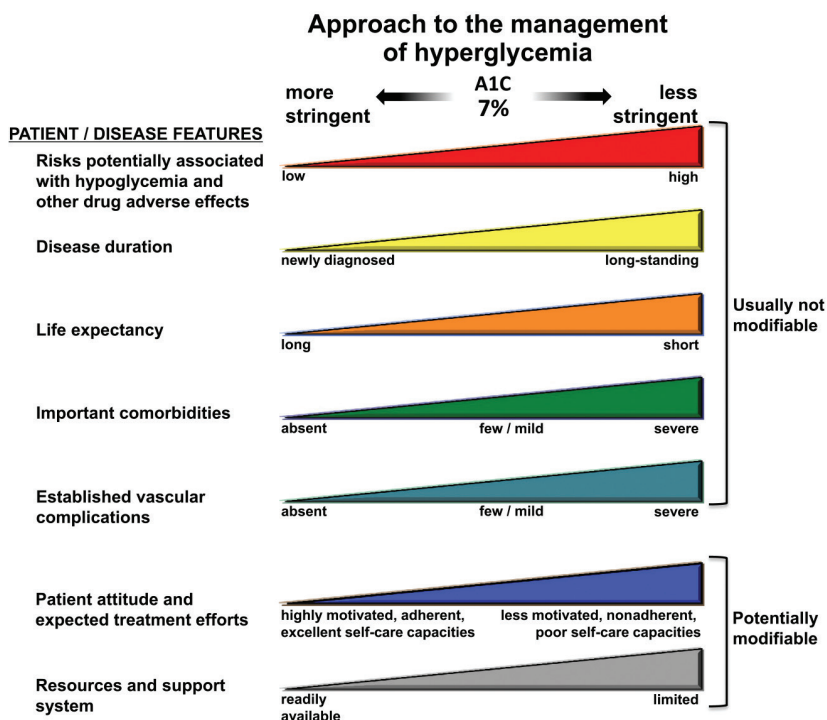 Approach to the management
of hyperglycemia
more
stringent
A1C
7%
less
stringent
PATIENT / DISEASE FEATURES
Risks potentially associated
with hypoglycemia and
other drug adverse effects
low
high
Disease duration
newly diagnosed
long-standing
Life expectancy
long
short
Important comorbidities
absent
few / mild
severe
Established vascular
complications
absent
few / mild
severe
Usually not
modifiable
Patient attitude and
expected treatment efforts
highly motivated, adherent,
excellent self-care capacities
less motivated, nonadherent,
poor self-care capacities
Resources and support
system
readily
available
limited
Potentially
modifiable